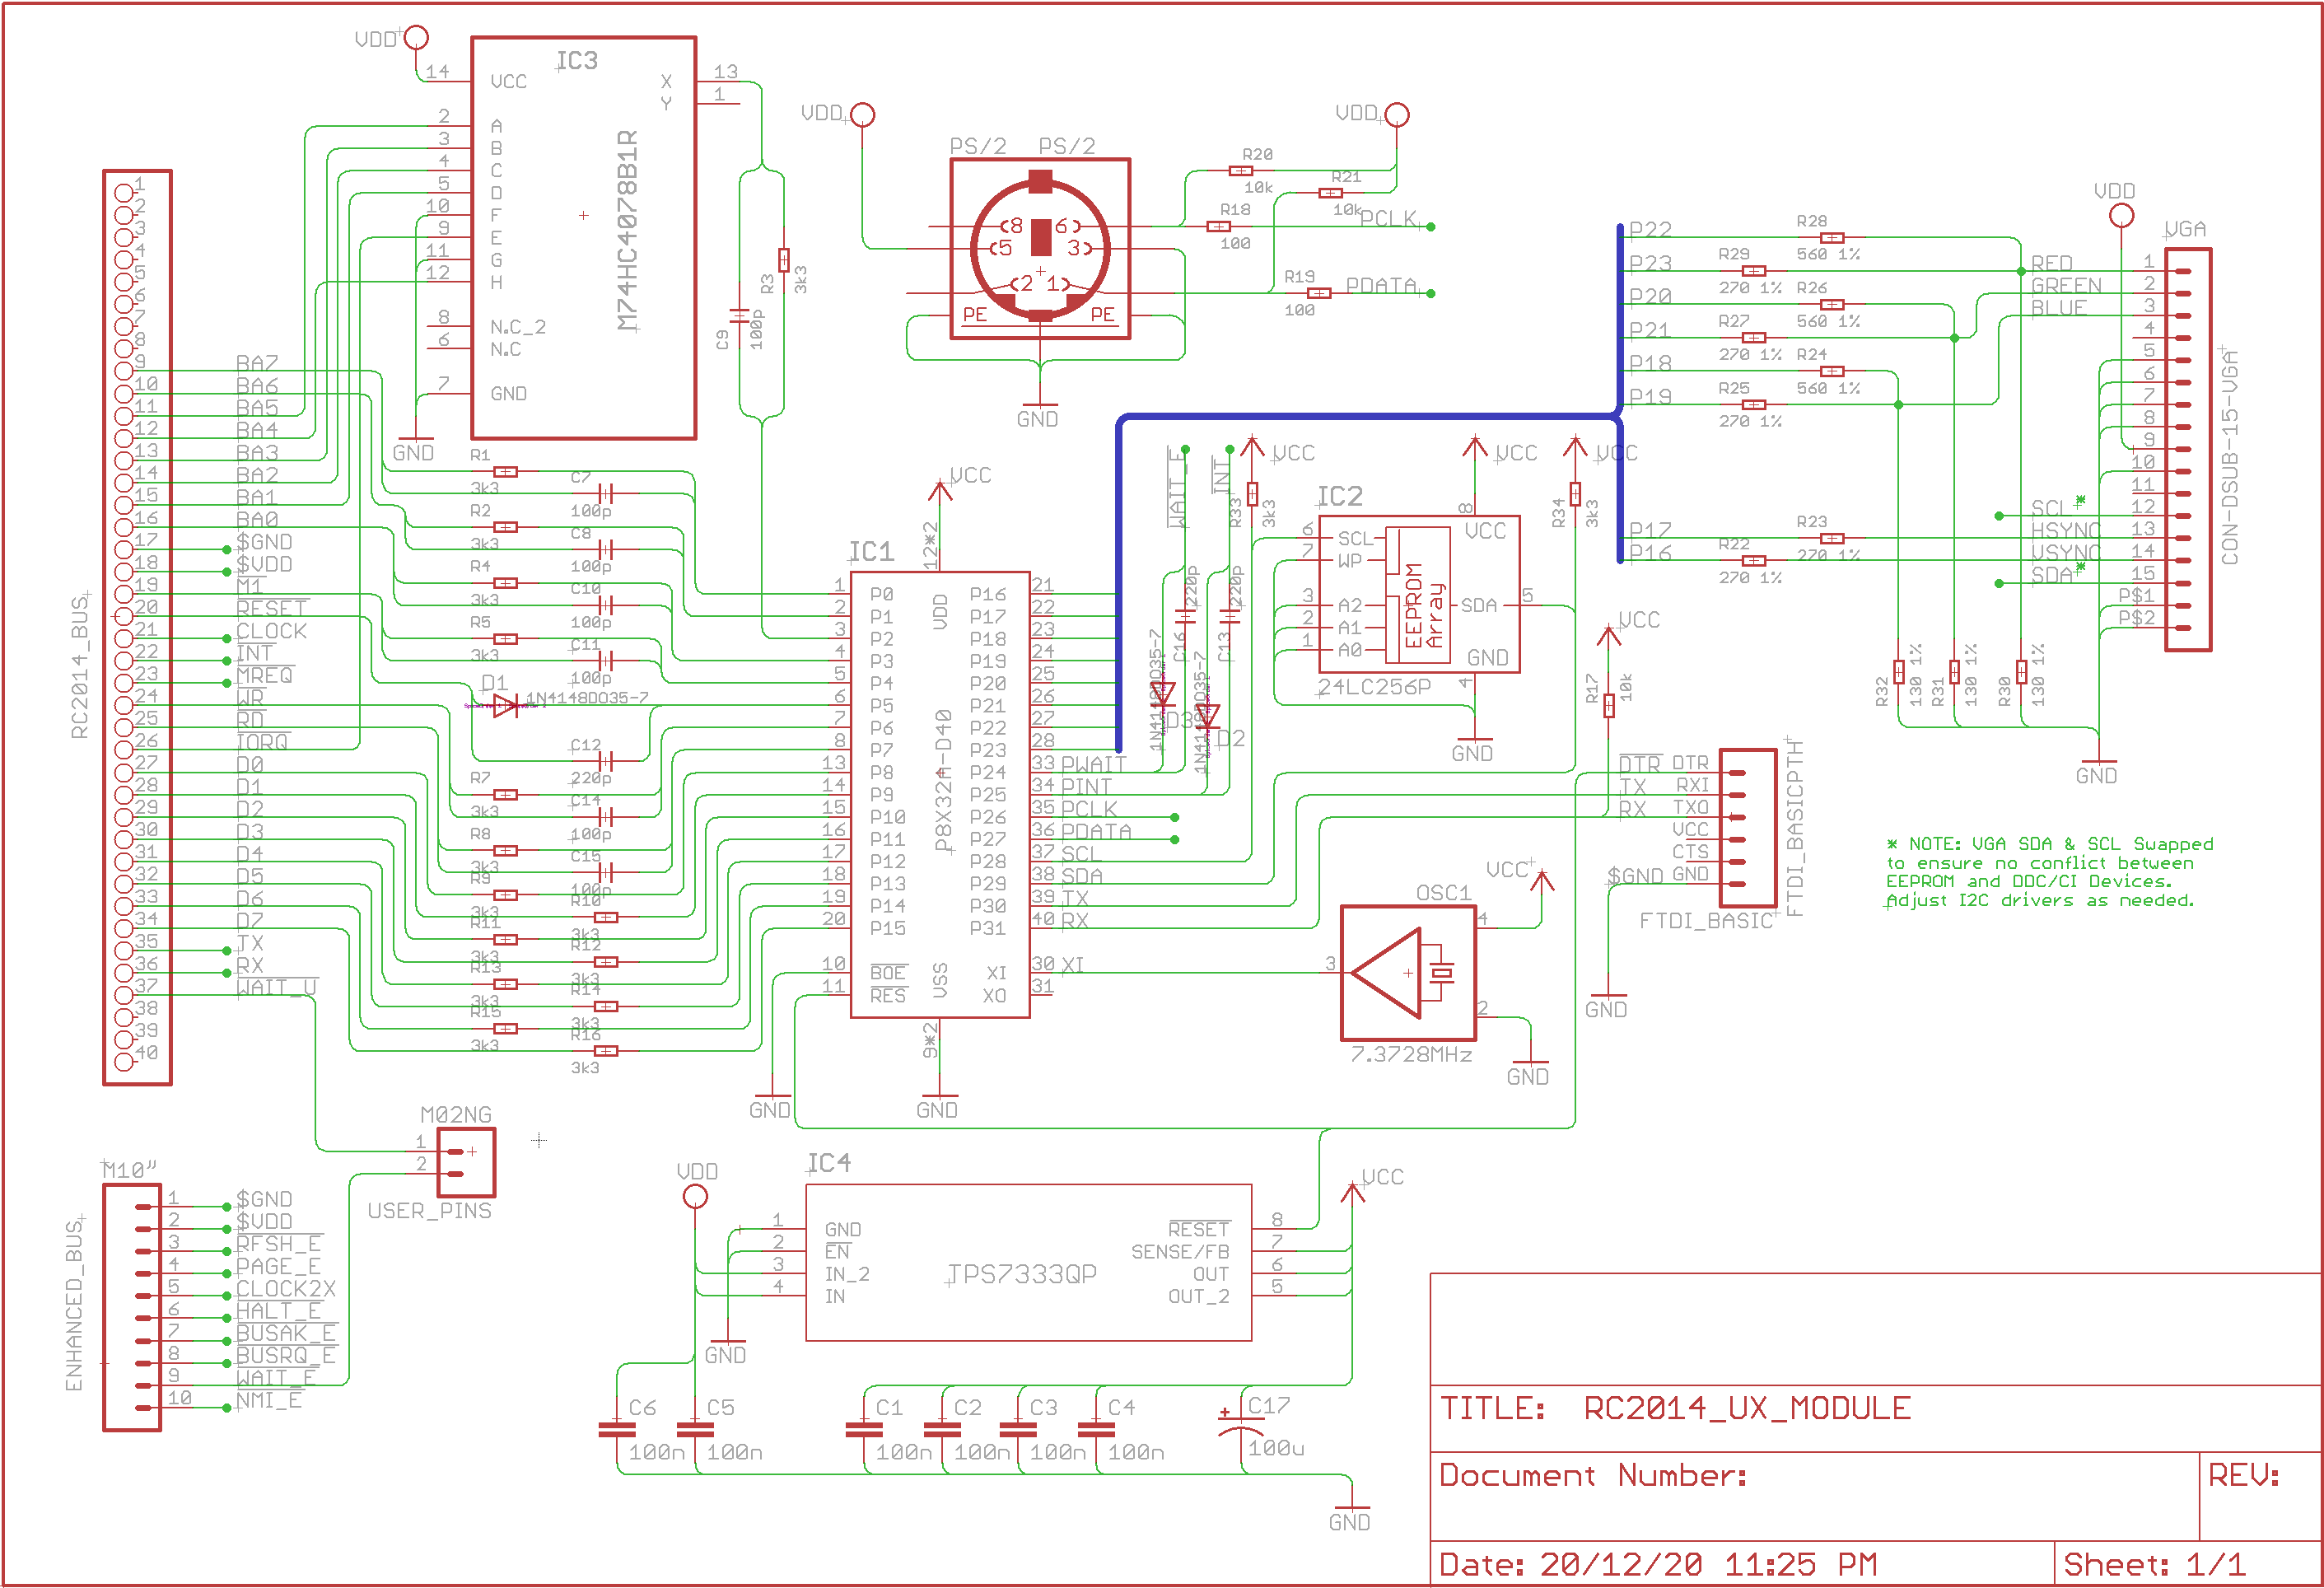 VDD
IC3
14 VCC X 13
Y 1
2 A
3 B
4 C
5 D
10 F
9 E
11 G
12 H
8 N.C_2
6 N.C
7 GND
M74HC4078B1R
GND
C9 100p
R3 3k3
VDD
PS/2 PS/2
8 6
5 3
2 1
PE PE
GND
VDD
R20 10k
R21 10k
R18 100
PCLK
R19 100
PDATA
RC2014_BUS
1
2
3
4
5
6
7
8
9 BA7
10 BA6
11 BA5
12 BA4
13 BA3
14 BA2
15 BA1
16 BA0
17 $GND
18 $VDD
19 M1
20 RESET
21 CLOCK
22 INT
23 MREQ
24 WR
25 RD
26 IORQ
27 D0
28 D1
29 D2
30 D3
31 D4
32 D5
33 D6
34 D7
35 TX
36 RX
37 WAIT_U
38
39
40
R1 3k3
C7 100p
R2 3k3
C8 100p
R4 3k3
C10 100p
R5 3k3
C11 100p
D1 1N4148DO35-7
C12 220p
R7 3k3
C14 100p
R8 3k3
C15 100p
R9
R10 3k3
R11 3k3
R12 3k3
R13
R14 3k3
R15 3k3
R16 3k3
VCC
12*2
IC1
VDD
P8X32A-D40
VSS
1 P0 P16 21
2 P1 P17 22
3 P2 P18 23
4 P3 P19 24
5 P4 P20 25
6 P5 P21 26
7 P6 P22 27
8 P7 P23 28
13 P8 P24 33 PWAIT
14 P9 P25 34 PINT
15 P10 P26 35 PCLK
16 P11 P27 36 PDATA
17 P12 P28 37 SCL
18 P13 P29 38 SDA
19 P14 P30 39 TX
20 P15 P31 40 RX
10 BOE XI 30 XI
11 RES XO 31
9*2
GND
GND
WAIT_E
INT
VCC
R33 3k3
C16 220p
C13 220p
1N4148DO35-7
D3
1N4148DO35-7
D2
VCC
IC2
8 VCC
6 SCL
7 WP
3 A2
2 A1
1 A0
EEPROM Array
SDA 5
GND
4
24LC256P
GND
VCC
R34 3k3
P22 R28 560 1%
P23 R29 270 1%
P20 R26 560 1%
P21 R27 270 1%
P18 R24 560 1%
P19 R25 270 1%
P17 R23 270 1%
P16 R22 270 1%
VDD
VGA
RED 1
GREEN 2
BLUE 3
4
5
6
7
8
9
10
11
SCL* 12
HSYNC 13
VSYNC 14
SDA* 15
P$1
P$2
CON-DSUB-15-VGA
R32 130 1%
R31 130 1%
R30 130 1%
GND
VCC
R17 10k
DTR DTR
TX RXI
RX TXO
VCC
CTS
$GND GND
FTDI_BASICPTH
FTDI_BASIC
GND
* NOTE: VGA SDA & SCL Swapped
to ensure no conflict between
EEPROM and DDC/CI Devices.
Adjust I2C drivers as needed.
VCC
OSC1
4
3
2
7.3728MHz
GND
M02NG
1
2
USER_PINS
M10"
ENHANCED_BUS
1 $GND
2 $VDD
3 RFSH_E
4 PAGE_E
5 CLOCK2X
6 HALT_E
7 BUSAK_E
8 BUSRQ_E
9 WAIT_E
10 NMI_E
VDD
IC4
1 GND RESET 8
2 EN SENSE/FB 7
3 IN_2 OUT 6
4 IN OUT_2 5
TPS7333QP
VCC
GND
C6 100n
C5 100n
C1 100n
C2 100n
C3 100n
C4 100n
C17 100u
GND
TITLE: RC2014_UX_MODULE
Document Number:
REV:
Date: 20/12/20 11:25 PM
Sheet: 1/1